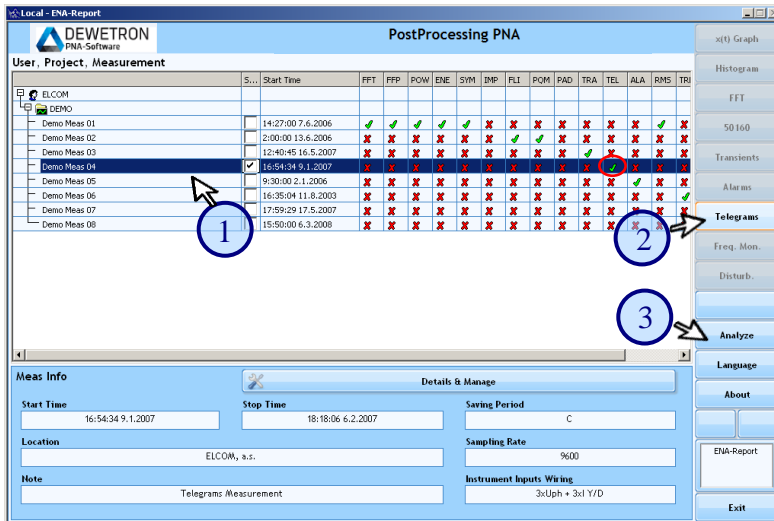 Local - ENA-Report
DEWETRON
PNA-Software
PostProcessing PNA
User, Project, Measurement
S... Start Time FFT FFP POW ENE SYM IMP FLI PQM PAD TRA TEL ALA RMS TRI
ELCOM
DEMO
Demo Meas 01 14:27:00 7.6.2006
Demo Meas 02 2:00:00 13.6.2006
Demo Meas 03 12:40:45 16.5.2007
Demo Meas 04 16:54:34 9.1.2007
Demo Meas 05 9:30:00 2.1.2006
Demo Meas 06 16:35:04 11.8.2003
Demo Meas 07 17:59:29 17.5.2007
Demo Meas 08 15:50:00 6.3.2008
1
2
3
Meas Info
Details & Manage
Start Time Stop Time Saving Period
16:54:34 9.1.2007 18:18:06 6.2.2007 C
Location Sampling Rate
ELCOM, a.s. 9600
Note Instrument Inputs Wiring
Telegrams Measurement 3xUph + 3xI Y/D
x(t) Graph
Histogram
FFT
50160
Transients
Alarms
Telegrams
Freq. Mon.
Disturb.
Analyze
Language
About
ENA-Report
Exit